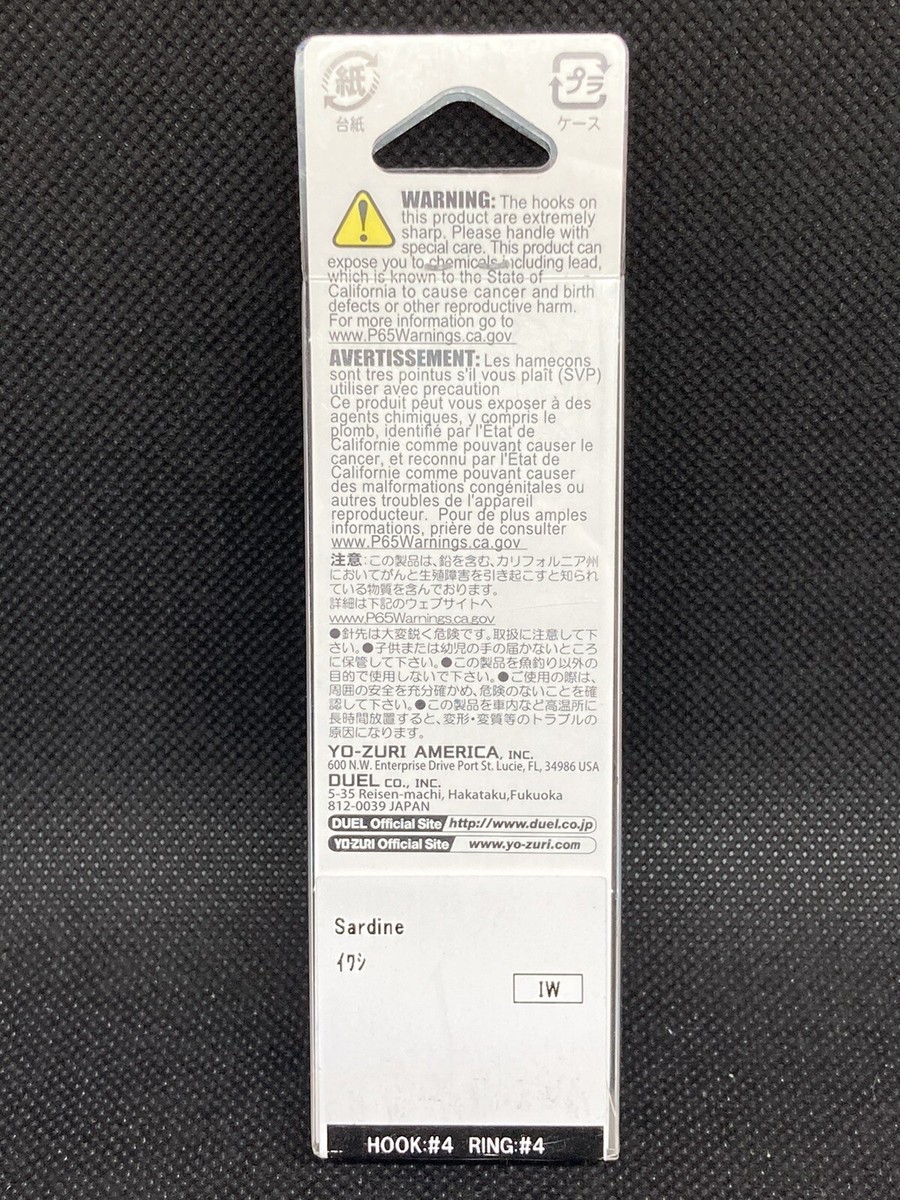 紙 プラ
台紙 ケース
WARNING: The hooks on
this product are extremely
sharp. Please handle with
special care. This product can
expose you to chemicals including lead,
which is known to the State of
California to cause cancer and birth
defects or other reproductive harm.
For more information go to
www.P65Warnings.ca.gov
AVERTISSEMENT: Les hamecons
sont tres pointus s'il vous plaît (SVP)
utiliser avec precaution
Ce produit peut vous exposer à des
agents chimiques, y compris le
plomb, identifié par l'État de
Californie comme pouvant causer le
cancer, et reconnu par l'État de
Californie comme pouvant causer
des malformations congénitales ou
autres troubles de l'appareil
reproducteur. Pour de plus amples
informations, prière de consulter
www.P65Warnings.ca.gov
注意:この製品は、鉛を含む、カリフォルニア州
においてがんと生殖障害を引き起こすと知られ
ている物質を含んでおります。
詳細は下記のウェブサイトへ
www.P65Warnings.ca.gov
●針先は大変鋭く危険です。取扱に注意して下
さい。●子供または幼児の手の届かないところ
に保管して下さい。●この製品を魚釣り以外の
目的で使用しないで下さい。●ご使用の際は、
周囲の安全を充分確かめ、危険のないことを確
認して下さい。●この製品を車内など高温所に
長時間放置すると、変形・変質等のトラブルの
原因になります。
YO-ZURI AMERICA, INC.
600 N.W. Enterprise Drive Port St. Lucie, FL, 34986 USA
DUEL CO., INC.
5-35 Reisen-machi, Hakataku,Fukuoka
812-0039 JAPAN
DUEL Official Site http://www.duel.co.jp
YO-ZURI Official Site www.yo-zuri.com
Sardine
ｲﾜｼ
IW
HOOK:#4 RING:#4